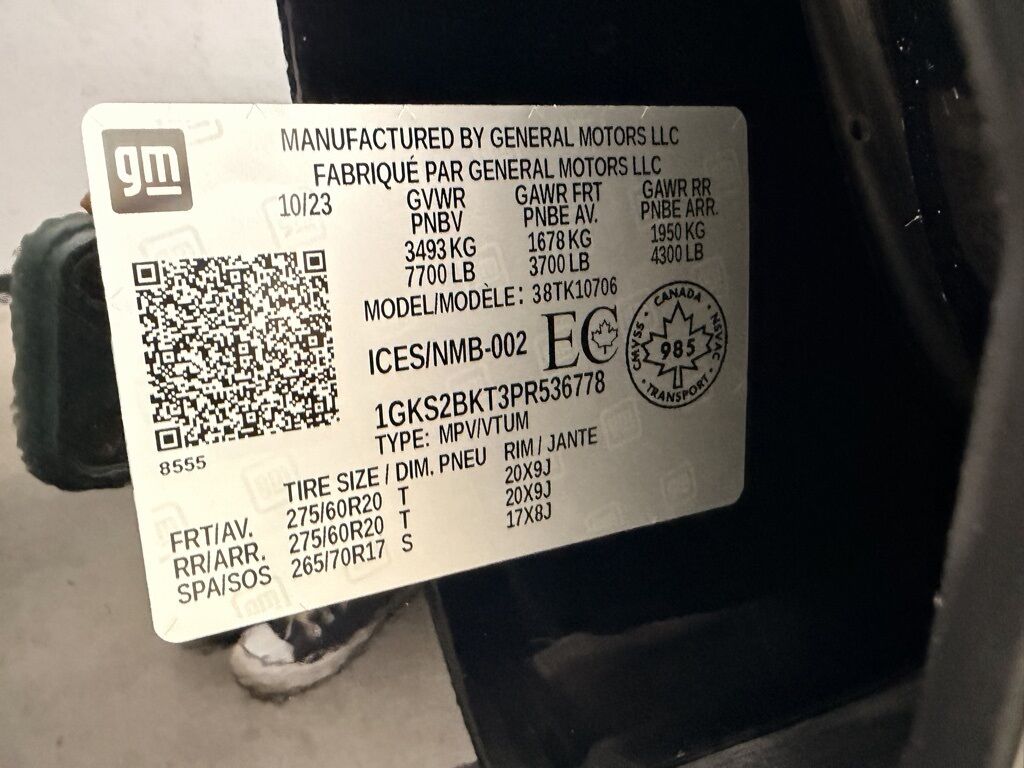 gm
MANUFACTURED BY GENERAL MOTORS LLC
FABRIQUÉ PAR GENERAL MOTORS LLC
10/23
GVWR
PNBV
3493 KG
7700 LB
GAWR FRT
PNBE AV.
1678 KG
3700 LB
GAWR RR
PNBE ARR.
1950 KG
4300 LB
MODEL/MODÈLE: 38TK10706
ICES/NMB-002 EC
CANADA
CMVSS 985 NSVAC
TRANSPORT
1GKS2BKT3PR536778
TYPE: MPV/VTUM
8555
TIRE SIZE / DIM. PNEU RIM / JANTE
FRT/AV. 275/60R20 T 20X9J
RR/ARR. 275/60R20 T 20X9J
SPA/SOS 265/70R17 S 17X8J